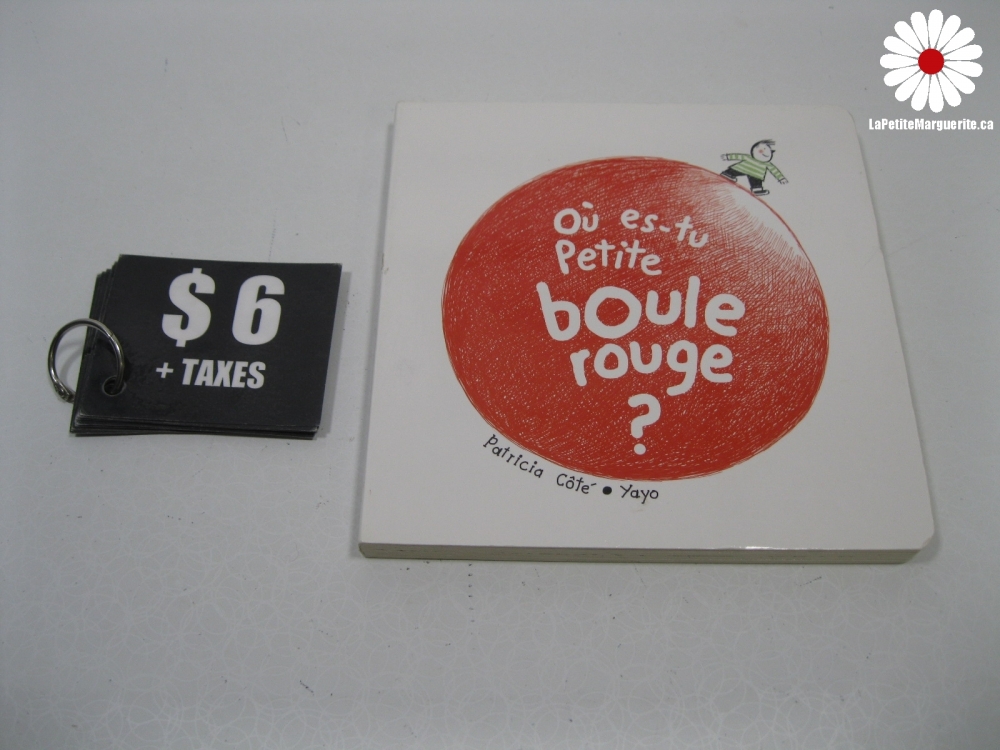 LaPetiteMarguerite.ca
$ 6
+ TAXES
Où es-tu
Petite
boule
rouge
?
Patricia Côté • Yayo